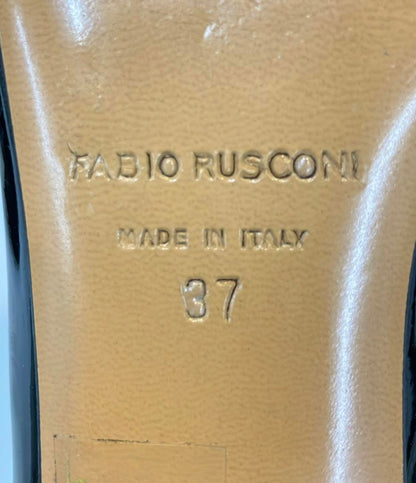 FABIO RUSCONI
MADE IN ITALY
37